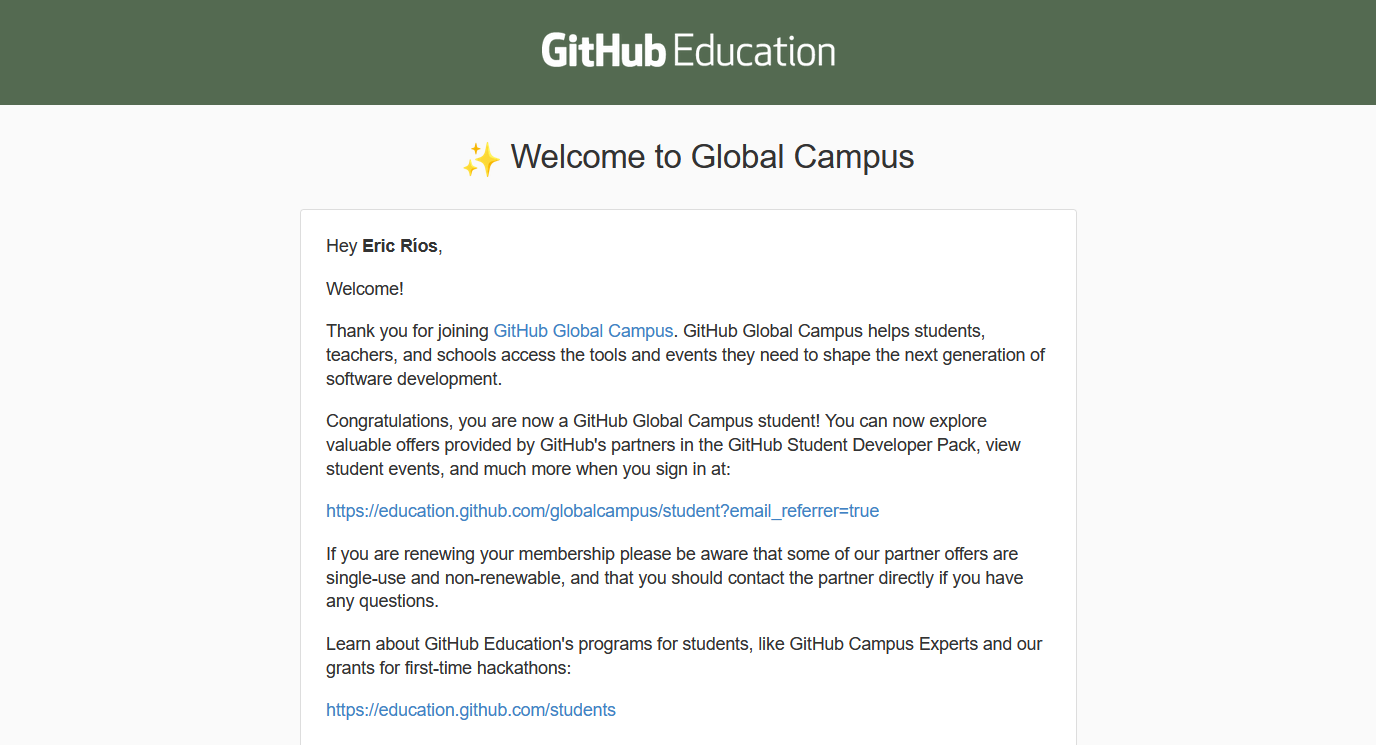 GitHub Education
✨ Welcome to Global Campus
Hey Eric Ríos,
Welcome!
Thank you for joining GitHub Global Campus. GitHub Global Campus helps students,
teachers, and schools access the tools and events they need to shape the next generation of
software development.
Congratulations, you are now a GitHub Global Campus student! You can now explore
valuable offers provided by GitHub's partners in the GitHub Student Developer Pack, view
student events, and much more when you sign in at:
https://education.github.com/globalcampus/student?email_referrer=true
If you are renewing your membership please be aware that some of our partner offers are
single-use and non-renewable, and that you should contact the partner directly if you have
any questions.
Learn about GitHub Education's programs for students, like GitHub Campus Experts and our
grants for first-time hackathons:
https://education.github.com/students